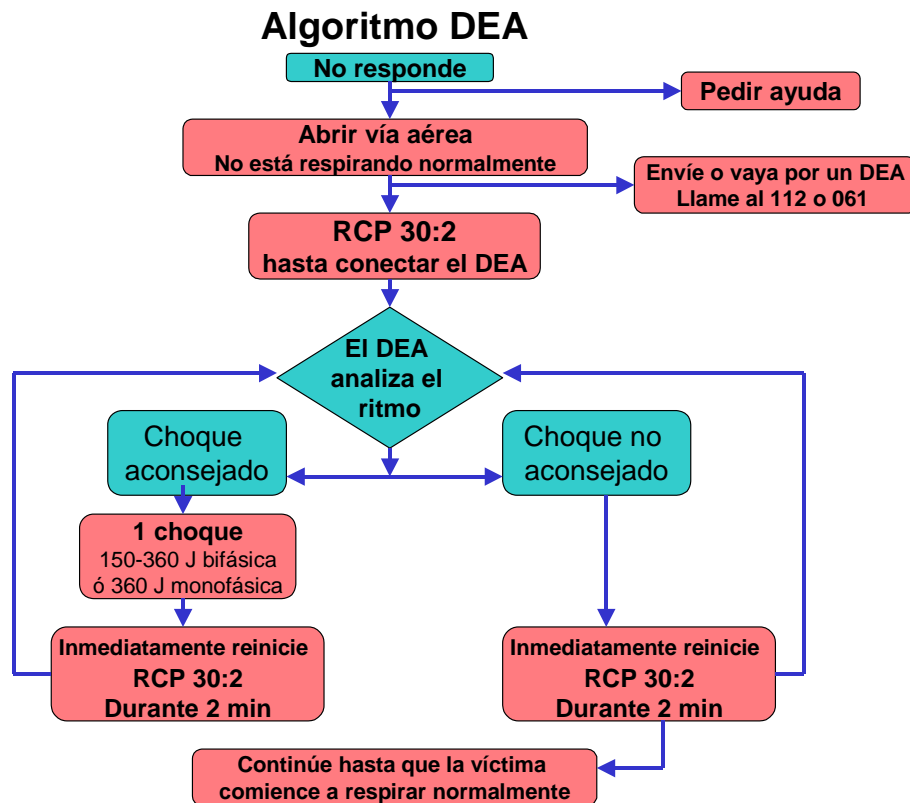 Algoritmo DEA
No responde
Pedir ayuda
Abrir vía aérea
No está respirando normalmente
Envíe o vaya por un DEA
Llame al 112 o 061
RCP 30:2
hasta conectar el DEA
El DEA
analiza el
ritmo
Choque
aconsejado
Choque no
aconsejado
1 choque
150-360 J bifásica
ó 360 J monofásica
Inmediatamente reinicie
RCP 30:2
Durante 2 min
Inmediatamente reinicie
RCP 30:2
Durante 2 min
Continúe hasta que la víctima
comience a respirar normalmente